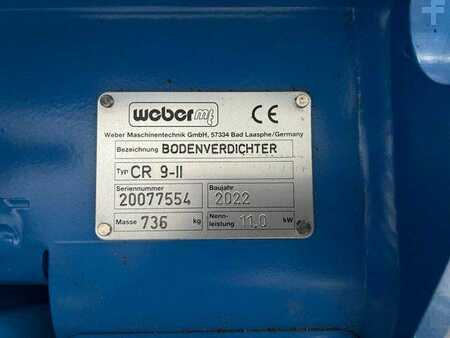 weber mt CE
Weber Maschinentechnik GmbH, 57334 Bad Laasphe/Germany
Bezeichnung BODENVERDICHTER
Typ CR 9-II
Seriennummer Baujahr
20077554 2022
Masse 736 kg Nenn-leistung 11.0 kW